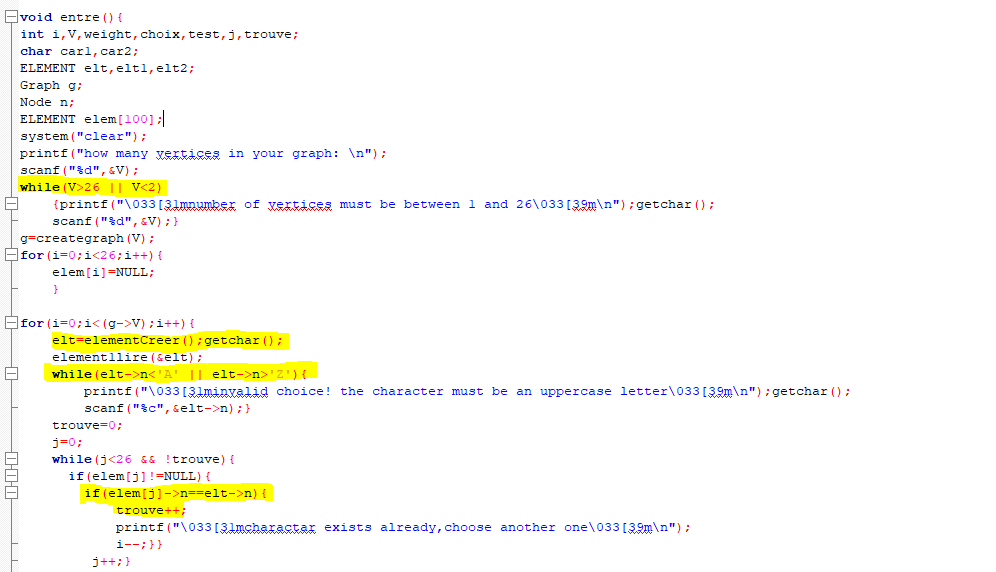 void entre(){
int i,V,weight,choix,test,j,trouve;
char car1,car2;
ELEMENT elt,elt1,elt2;
Graph g;
Node n;
ELEMENT elem[100];
system("clear");
printf("how many vertices in your graph: \n");
scanf("%d",&V);
while(V>26 || V<2)
{printf("\033[31mnumber of vertices must be between 1 and 26\033[39m\n");getchar();
scanf("%d",&V);}
g=creategraph(V);
for(i=0;i<26;i++){
elem[i]=NULL;
}
for(i=0;i<(g->V);i++){
elt=elementCreer();getchar();
elementllire(&elt);
while(elt->n<'A' || elt->n>'Z'){
printf("\033[31minvalid choice! the character must be an uppercase letter\033[39m\n");getchar();
scanf("%c",&elt->n);}
trouve=0;
j=0;
while(j<26 && !trouve){
if(elem[j]!=NULL){
if(elem[j]->n==elt->n){
trouve++;
printf("\033[31mcharactar exists already,choose another one\033[39m\n");
i--;}}
j++;}